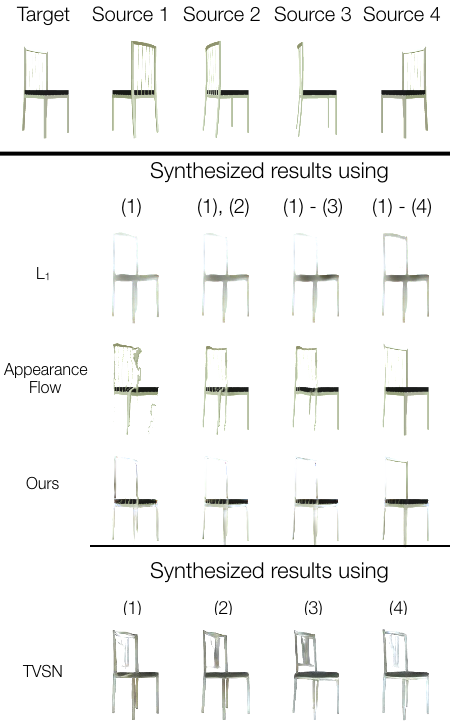 Target Source 1 Source 2 Source 3 Source 4
Synthesized results using
(1) (1), (2) (1) - (3) (1) - (4)
L₁
Appearance
Flow
Ours
Synthesized results using
(1) (2) (3) (4)
TVSN